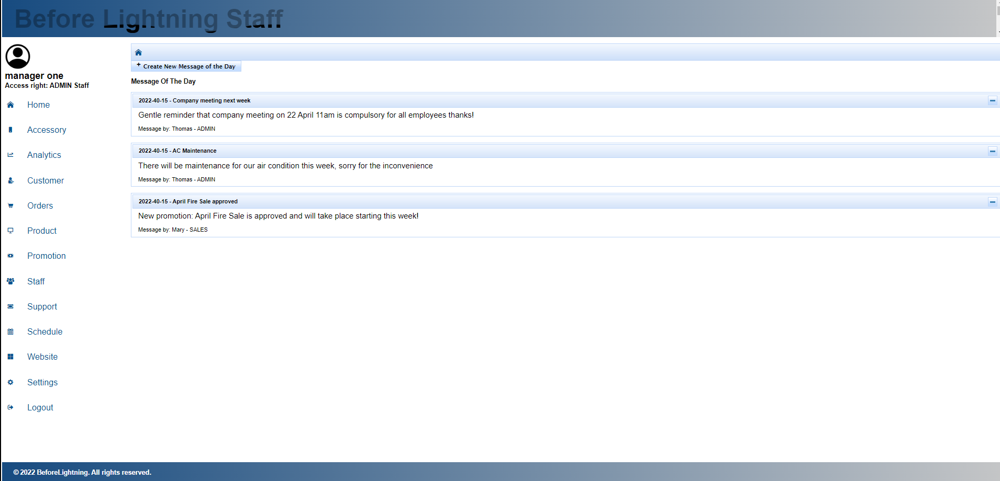 Before Lightning Staff
manager one
Access right: ADMIN Staff
Home
Accessory
Analytics
Customer
Orders
Product
Promotion
Staff
Support
Schedule
Website
Settings
Logout
+ Create New Message of the Day
Message Of The Day
2022-40-15 - Company meeting next week
Gentle reminder that company meeting on 22 April 11am is compulsory for all employees thanks!
Message by: Thomas - ADMIN
2022-40-15 - AC Maintenance
There will be maintenance for our air condition this week, sorry for the inconvenience
Message by: Thomas - ADMIN
2022-40-15 - April Fire Sale approved
New promotion: April Fire Sale is approved and will take place starting this week!
Message by: Mary - SALES
© 2022 BeforeLightning. All rights reserved.